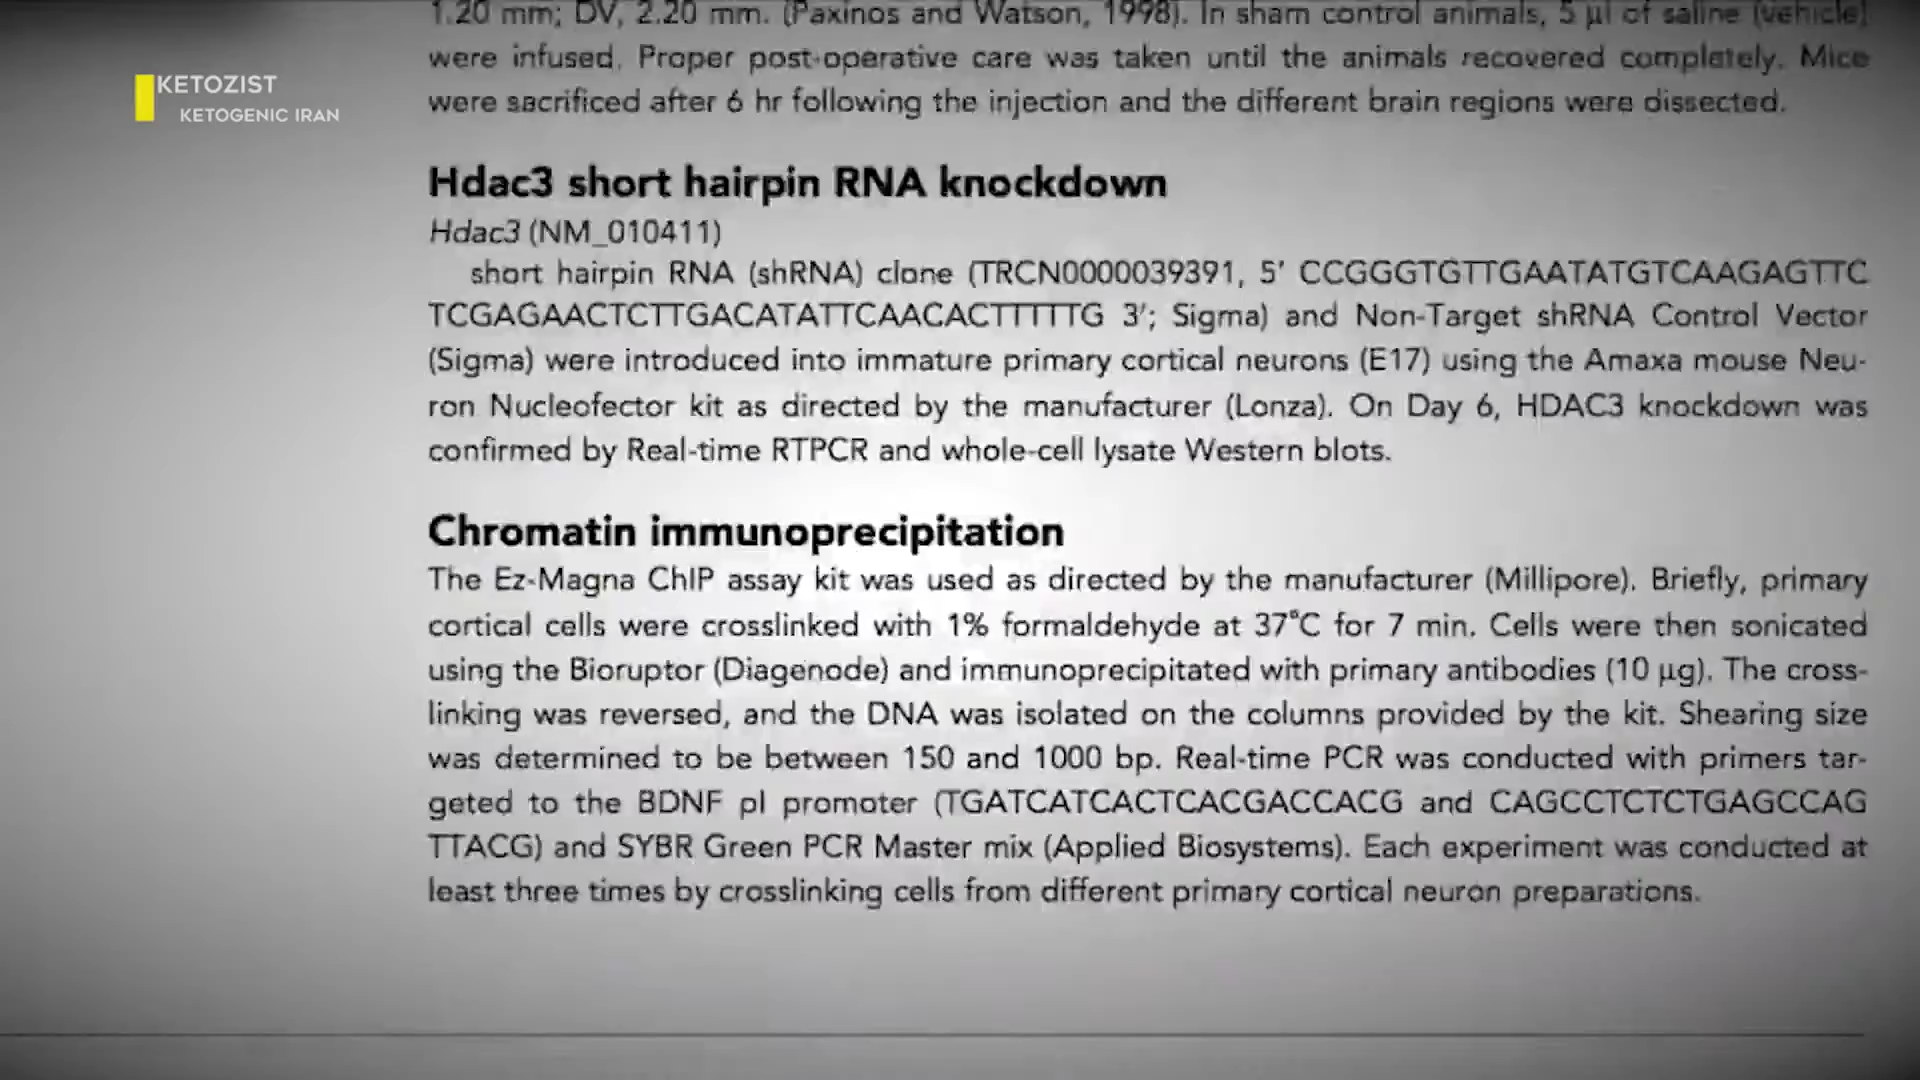 1.20 mm; DV, 2.20 mm. (Paxinos and Watson, 1998). In sham control animals, 5 µl of saline (vehicle)
were infused. Proper post-operative care was taken until the animals recovered completely. Mice
were sacrificed after 6 hr following the injection and the different brain regions were dissected.
KETOZIST
KETOGENIC IRAN
Hdac3 short hairpin RNA knockdown
Hdac3 (NM_010411)
short hairpin RNA (shRNA) clone (TRCN0000039391, 5′ CCGGGTGTTGAATATGTCAAGAGTTC
TCGAGAACTCTTGACATATTCAACACTTTTTG 3′; Sigma) and Non-Target shRNA Control Vector
(Sigma) were introduced into immature primary cortical neurons (E17) using the Amaxa mouse Neu-
ron Nucleofector kit as directed by the manufacturer (Lonza). On Day 6, HDAC3 knockdown was
confirmed by Real-time RTPCR and whole-cell lysate Western blots.
Chromatin immunoprecipitation
The Ez-Magna ChIP assay kit was used as directed by the manufacturer (Millipore). Briefly, primary
cortical cells were crosslinked with 1% formaldehyde at 37°C for 7 min. Cells were then sonicated
using the Bioruptor (Diagenode) and immunoprecipitated with primary antibodies (10 µg). The cross-
linking was reversed, and the DNA was isolated on the columns provided by the kit. Shearing size
was determined to be between 150 and 1000 bp. Real-time PCR was conducted with primers tar-
geted to the BDNF pI promoter (TGATCATCACTCACGACCACG and CAGCCTCTCTGAGCCAG
TTACG) and SYBR Green PCR Master mix (Applied Biosystems). Each experiment was conducted at
least three times by crosslinking cells from different primary cortical neuron preparations.